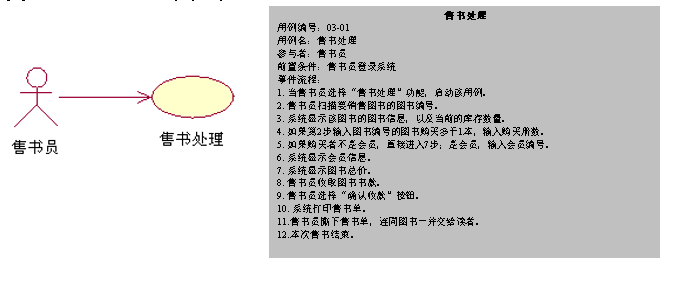 售书员
售书处理
售书处理
用例编号：03-01
用例名：售书处理
参与者：售书员
前置条件：售书员登录系统
事件流程：
1. 当售书员选择“售书处理”功能，启动该用例。
2. 售书员扫描要销售图书的图书编号。
3. 系统显示该图书的图书信息，以及当前的库存数量。
4. 如果第2步输入图书编号的图书购买多于1本，输入购买册数。
5. 如果购买者不是会员，直接进入7步；是会员，输入会员编号。
6. 系统显示会员信息。
7. 系统显示图书总价。
8. 售书员收取图书书款。
9. 售书员选择“确认收款”按钮。
10. 系统打印售书单。
11.售书员撕下售书单，连同图书一并交给读者。
12.本次售书结束。